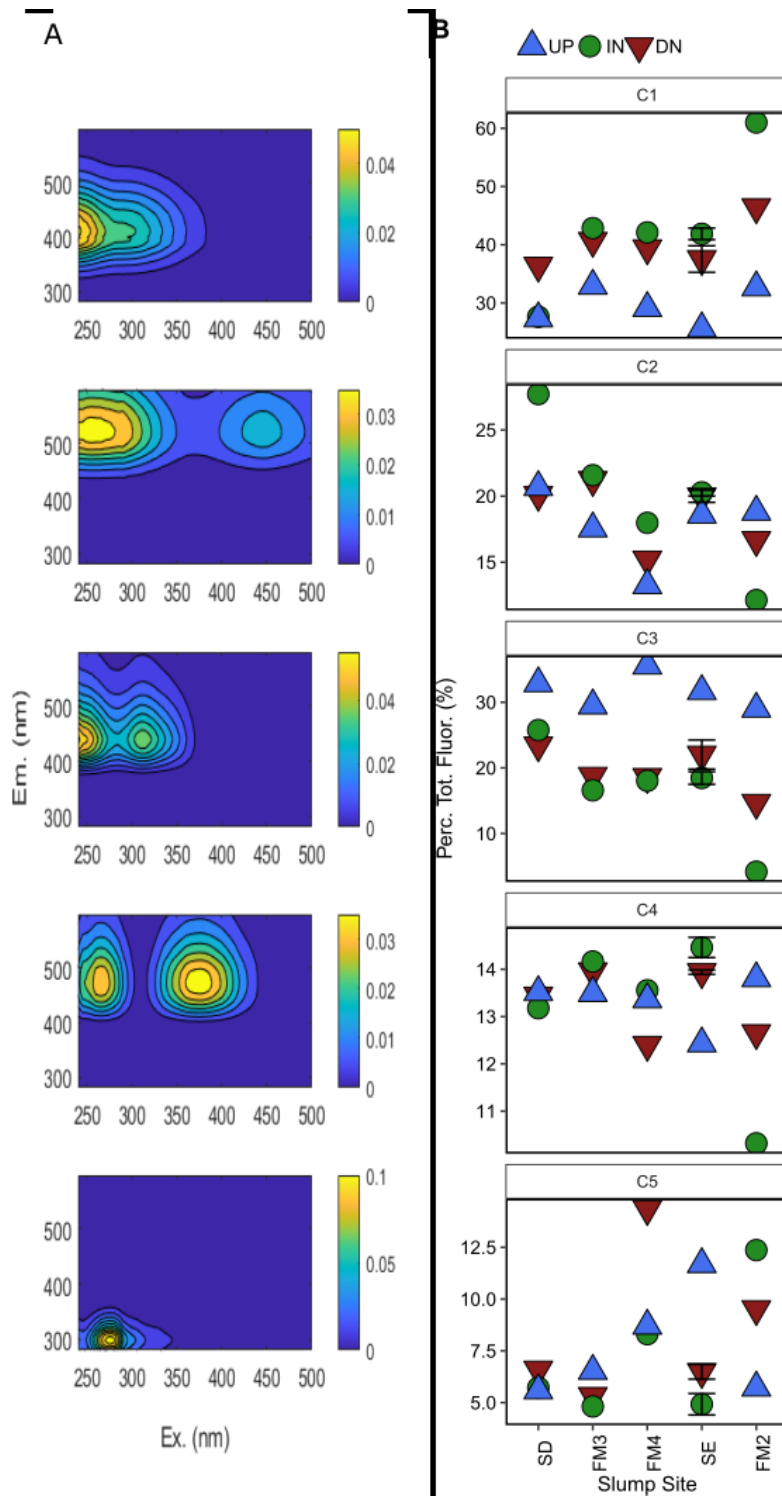 A
500
400
300
250 300 350 400 450 500
0.04
0.02
0
500
400
300
250 300 350 400 450 500
0.03
0.02
0.01
0
Em. (nm)
500
400
300
250 300 350 400 450 500
0.04
0.02
0
500
400
300
250 300 350 400 450 500
0.03
0.02
0.01
0
500
400
300
250 300 350 400 450 500
0.1
0.05
0
Ex. (nm)
B
UP IN DN
C1
60
50
40
30
C2
25
20
15
C3
30
20
10
Perc. Tot. Fluor. (%)
C4
14
13
12
11
C5
12.5
10.0
7.5
5.0
SD FM3 FM4 SE FM2
Slump Site